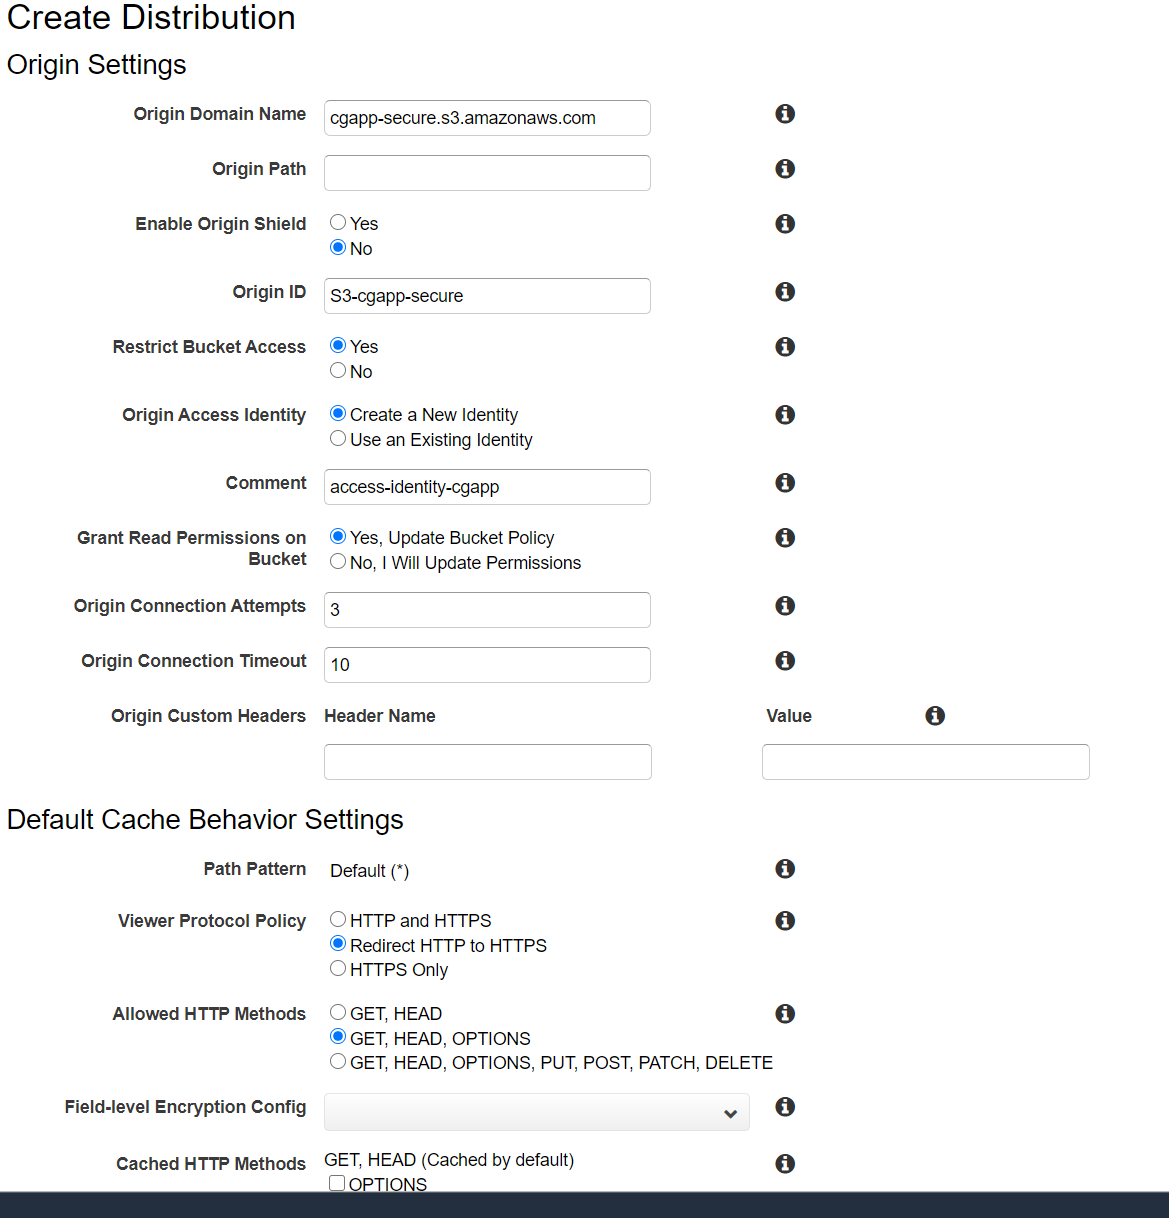 Create Distribution
Origin Settings
Origin Domain Name
cgapp-secure.s3.amazonaws.com
Origin Path
Enable Origin Shield
Yes
No
Origin ID
S3-cgapp-secure
Restrict Bucket Access
Yes
No
Origin Access Identity
Create a New Identity
Use an Existing Identity
Comment
access-identity-cgapp
Grant Read Permissions on
Bucket
Yes, Update Bucket Policy
No, I Will Update Permissions
Origin Connection Attempts
3
Origin Connection Timeout
10
Origin Custom Headers
Header Name
Value
Default Cache Behavior Settings
Path Pattern
Default (*)
Viewer Protocol Policy
HTTP and HTTPS
Redirect HTTP to HTTPS
HTTPS Only
Allowed HTTP Methods
GET, HEAD
GET, HEAD, OPTIONS
GET, HEAD, OPTIONS, PUT, POST, PATCH, DELETE
Field-level Encryption Config
Cached HTTP Methods
GET, HEAD (Cached by default)
OPTIONS